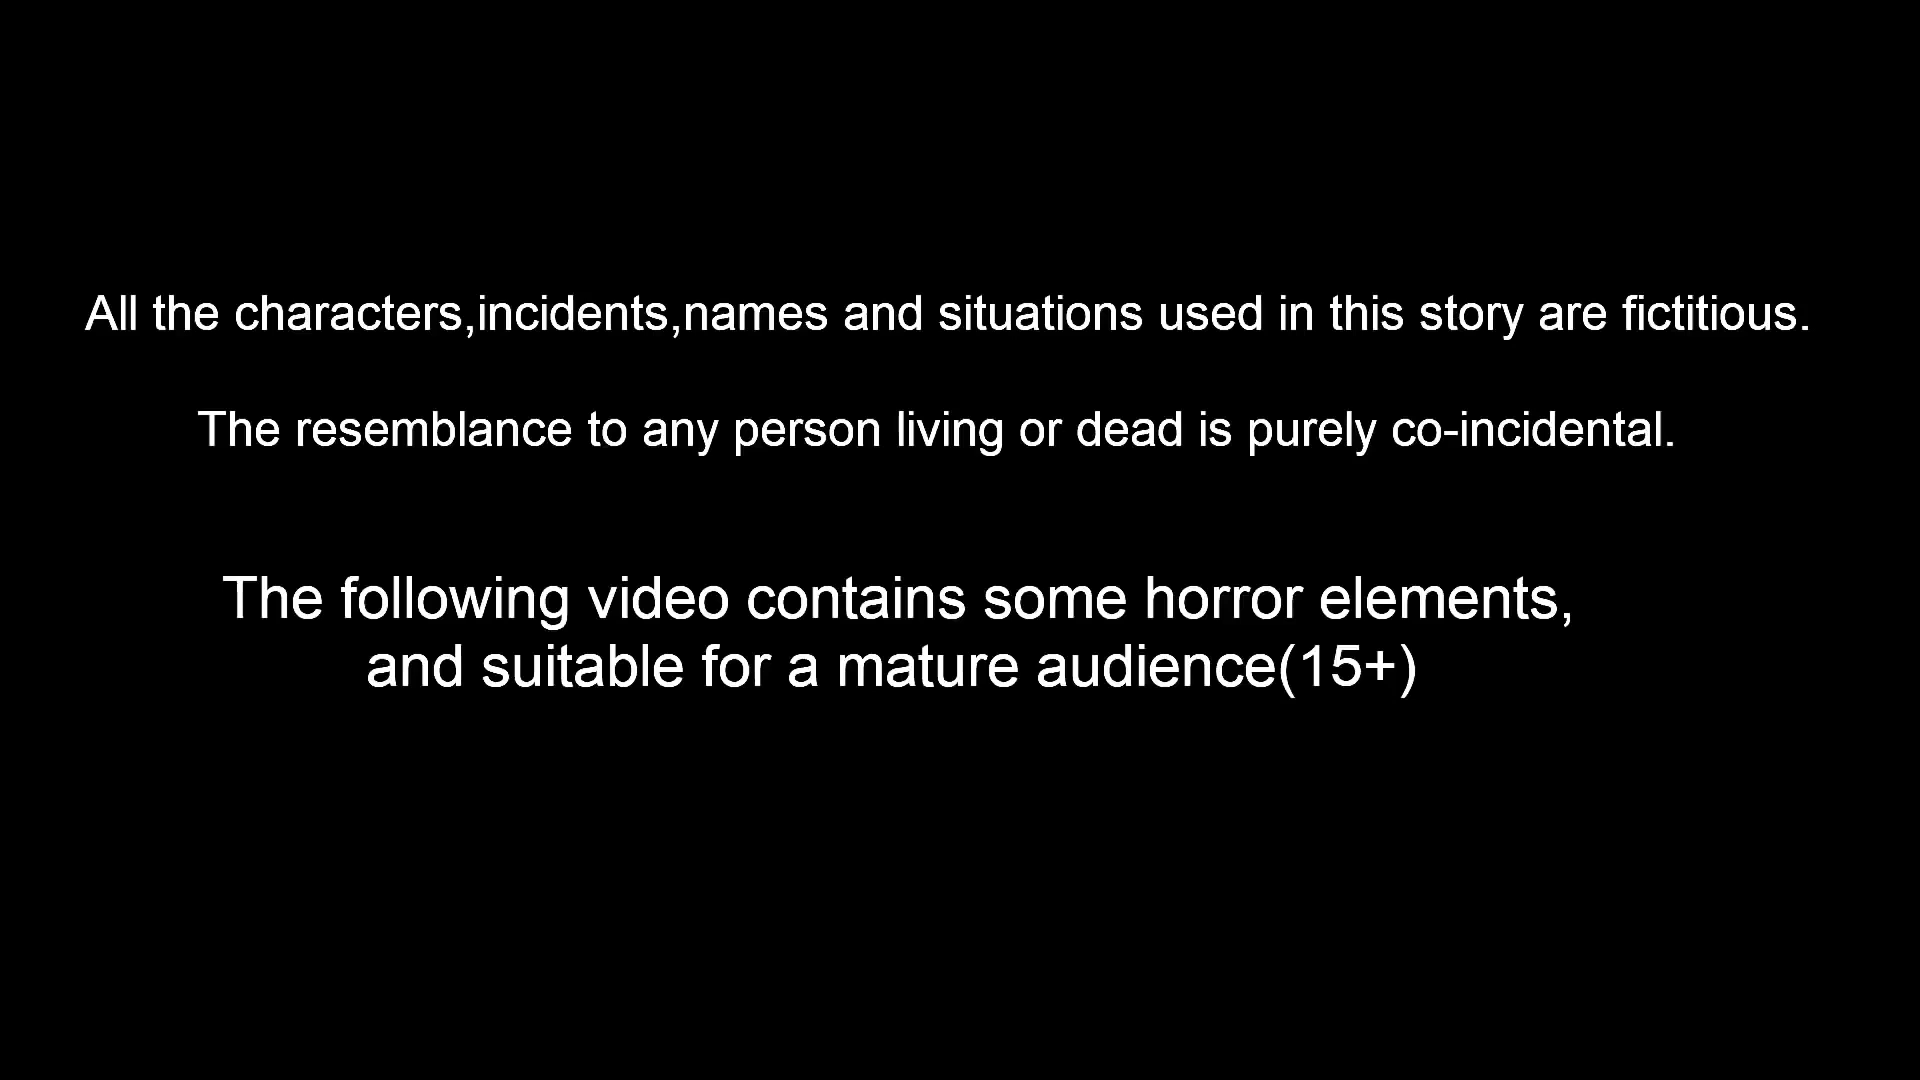 All the characters,incidents,names and situations used in this story are fictitious.
The resemblance to any person living or dead is purely co-incidental.
The following video contains some horror elements,
and suitable for a mature audience(15+)